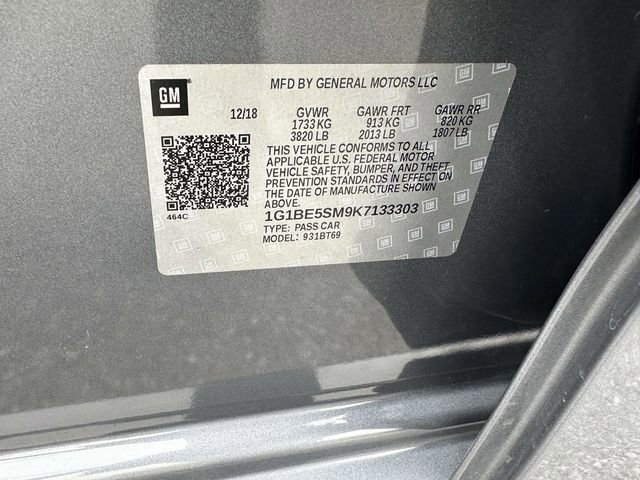 GM
MFD BY GENERAL MOTORS LLC
12/18 GVWR GAWR FRT GAWR RR
1733 KG 913 KG 820 KG
3820 LB 2013 LB 1807 LB
THIS VEHICLE CONFORMS TO ALL
APPLICABLE U.S. FEDERAL MOTOR
VEHICLE SAFETY, BUMPER, AND THEFT
PREVENTION STANDARDS IN EFFECT ON
THE DATE OF MANUFACTURE SHOWN
ABOVE.
464C
1G1BE5SM9K7133303
TYPE: PASS CAR
MODEL: 931BT69